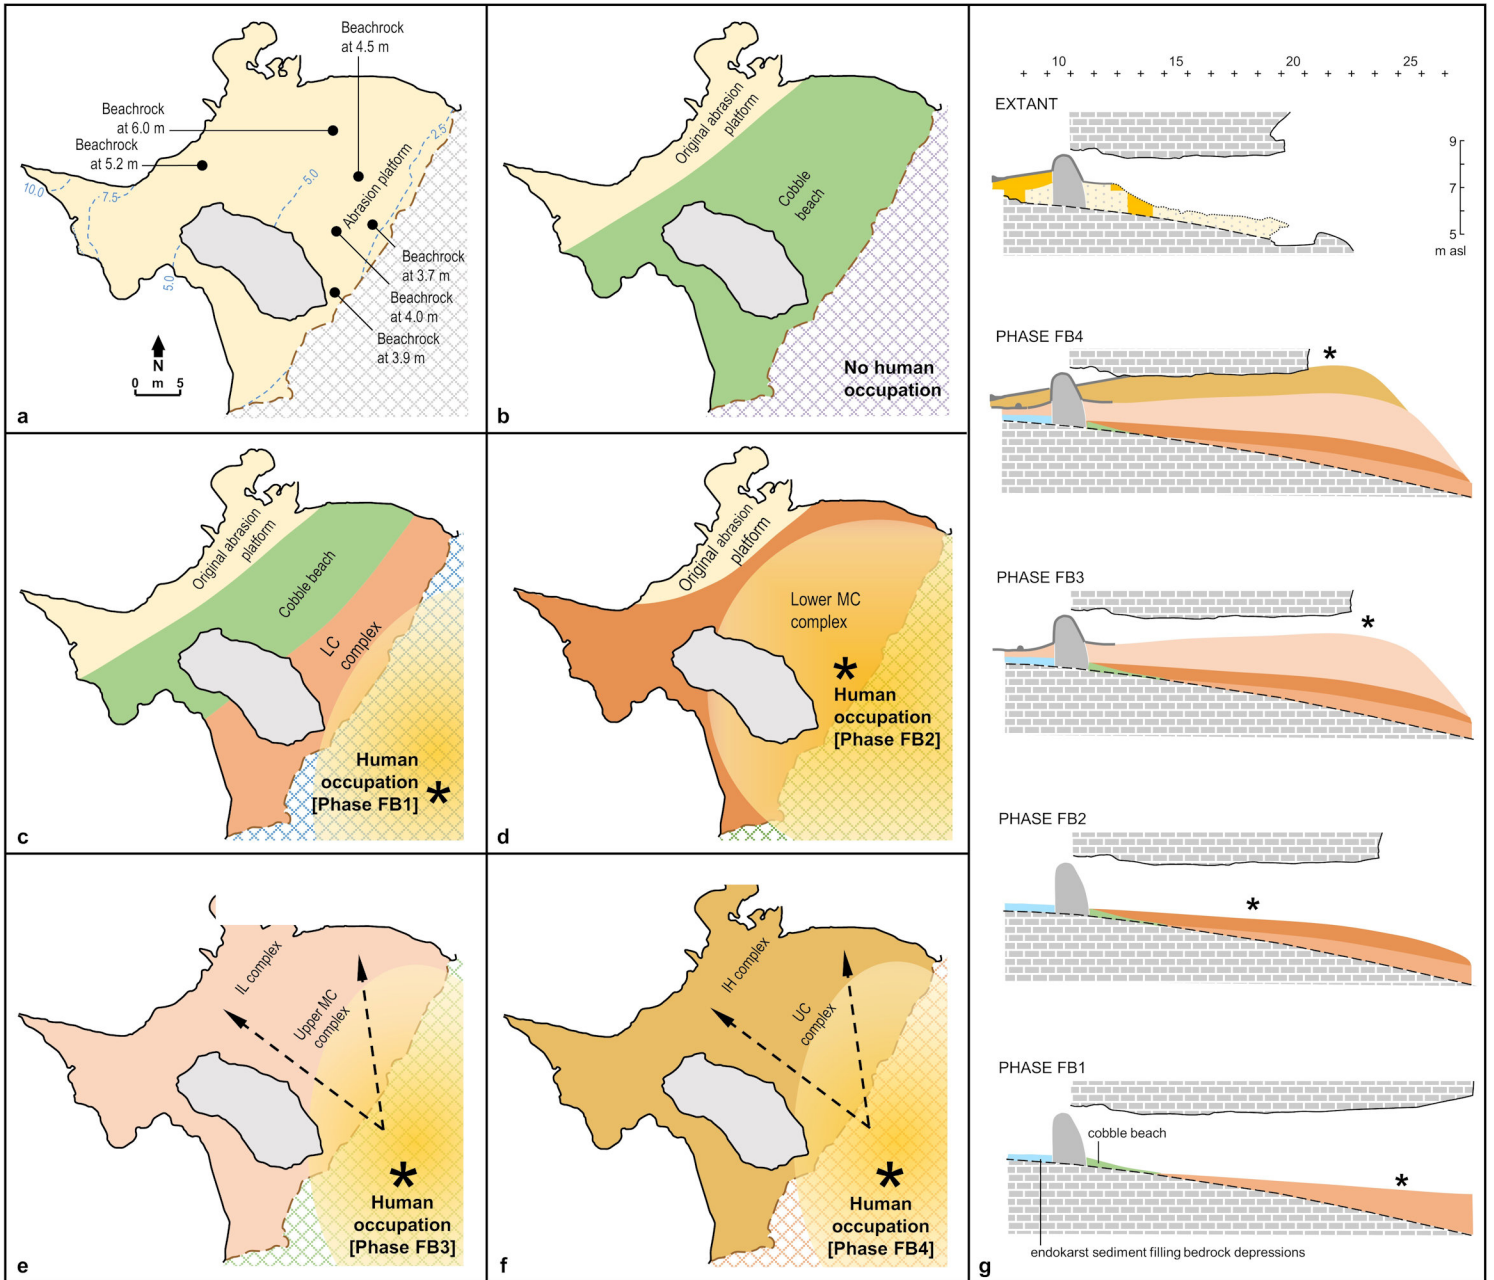 Beachrock
at 4.5 m
Beachrock
at 6.0 m
Beachrock
at 5.2 m
10.0
7.5
5.0
5.0
2.5
Abrasion platform
Beachrock
at 3.7 m
Beachrock
at 4.0 m
Beachrock
at 3.9 m
N
0 m 5
a
Original abrasion
platform
Cobble
beach
No human
occupation
b
Original abrasion
platform
Cobble beach
LC
complex
Human
occupation
[Phase FB1]
*
c
Original abrasion
platform
Lower MC
complex
*
Human
occupation
[Phase FB2]
d
IL complex
Upper MC
complex
*
Human
occupation
[Phase FB3]
e
IH complex
UC
complex
*
Human
occupation
[Phase FB4]
f
10 15 20 25
+ + + + + + + + + + + + + + + + + + +
EXTANT
9
7
5
m asl
PHASE FB4
*
PHASE FB3
*
PHASE FB2
*
PHASE FB1
cobble beach
*
endokarst sediment filling bedrock depressions
g